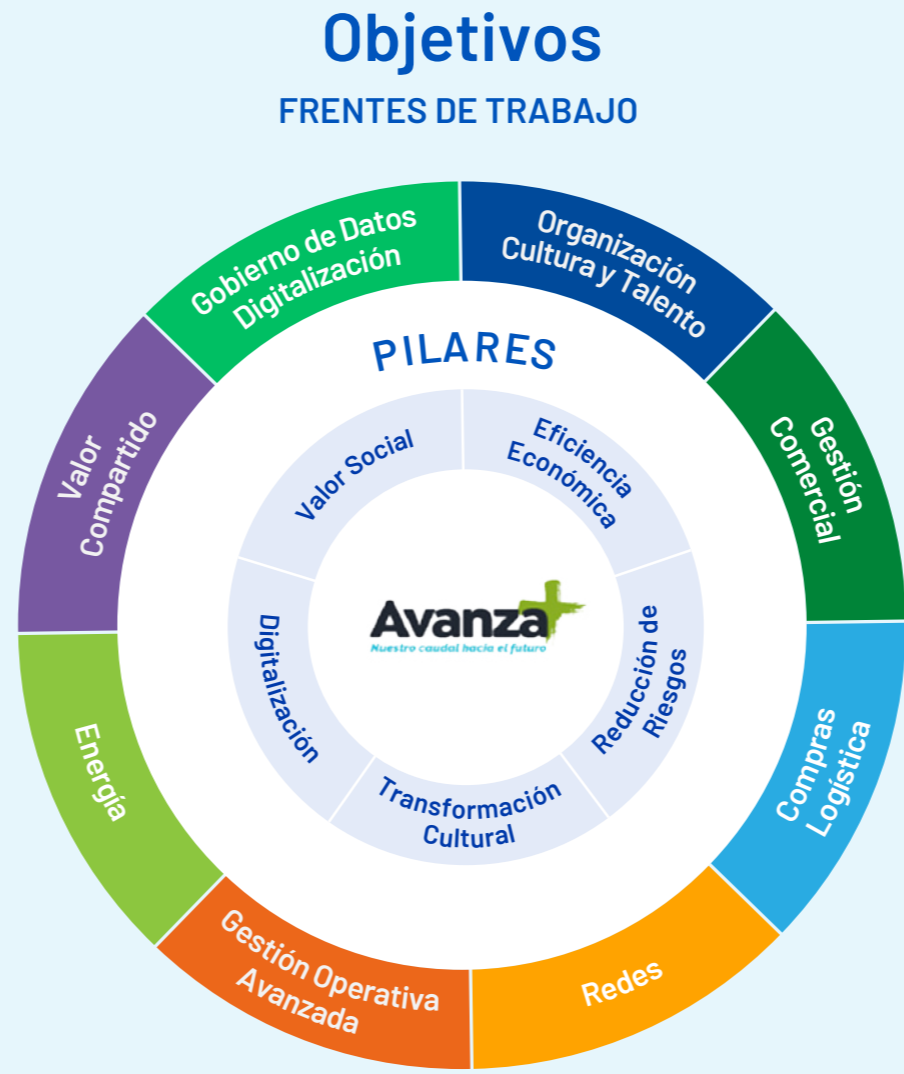 Objetivos
FRENTES DE TRABAJO
Organización
Cultura y Talento
Gestión
Comercial
Compras
Logística
Redes
Gestión Operativa
Avanzada
Energía
Valor
Compartido
Gobierno de Datos
Digitalización
PILARES
Eficiencia
Económica
Reducción de
Riesgos
Transformación
Cultural
Digitalización
Valor Social
Avanza+
Nuestro caudal hacia el futuro